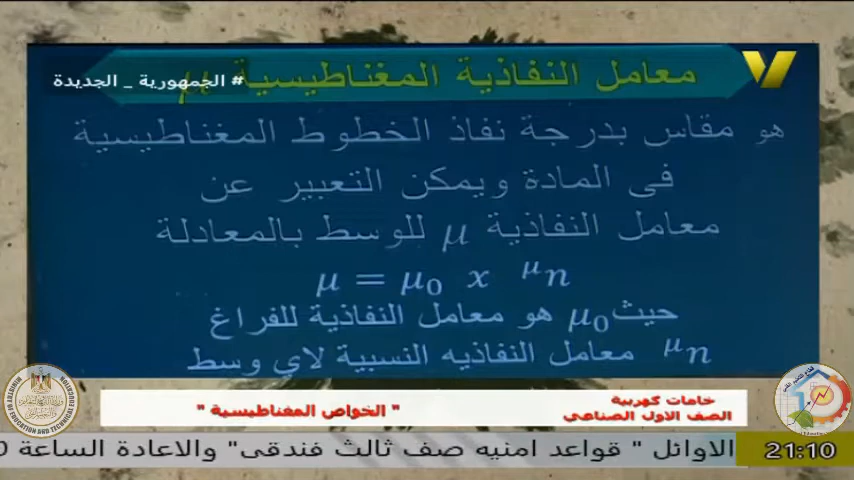 معامل النفاذية المغناطيسية μ
# الجمهورية _ الجديدة
هو مقاس بدرجة نفاذ الخطوط المغناطيسية
فى المادة ويمكن التعبير عن
معامل النفاذية μ للوسط بالمعادلة
μ = μ0 x μn
حيث μ0 هو معامل النفاذية للفراغ
μn معامل النفاذيه النسبية لاي وسط
خامات كهربية
الصف الاول الصناعى
" الخواص المغناطيسية "
الاوائل " قواعد امنيه صف ثالث فندقى" والاعادة الساعة
21:10